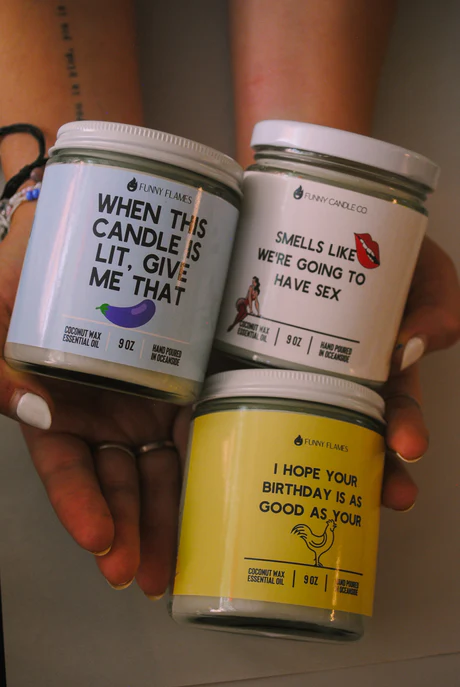 FUNNY FLAMES
WHEN THIS
CANDLE IS
LIT, GIVE
ME THAT
COCONUT WAX
ESSENTIAL OIL
9 OZ
HAND POURED
IN OCEANSIDE
FUNNY CANDLE CO.
SMELLS LIKE
WE'RE GOING TO
HAVE SEX
COCONUT WAX
ESSENTIAL OIL
9 OZ
HAND POURED
IN OCEANSIDE
FUNNY FLAMES
I HOPE YOUR
BIRTHDAY IS AS
GOOD AS YOUR
COCONUT WAX
ESSENTIAL OIL
9 OZ
HAND POURED
IN OCEANSIDE